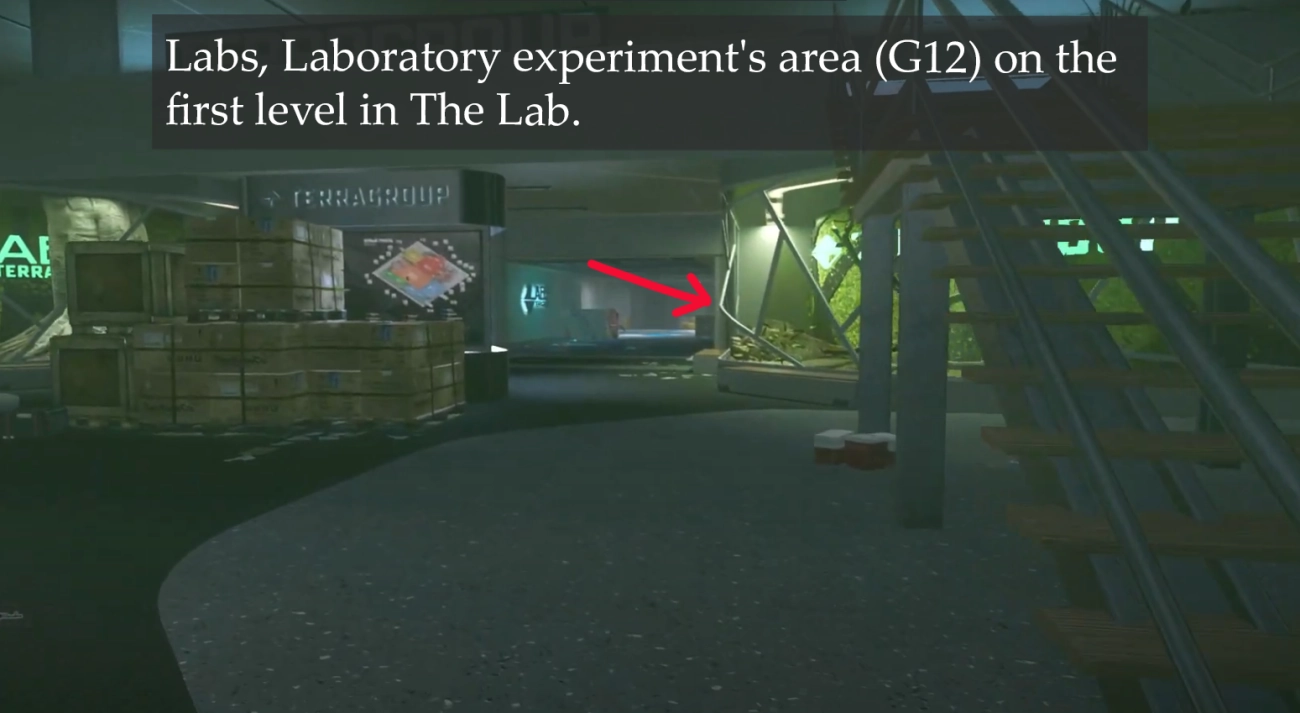 Labs, Laboratory experiment's area (G12) on the
first level in The Lab.
TERRAGROUP